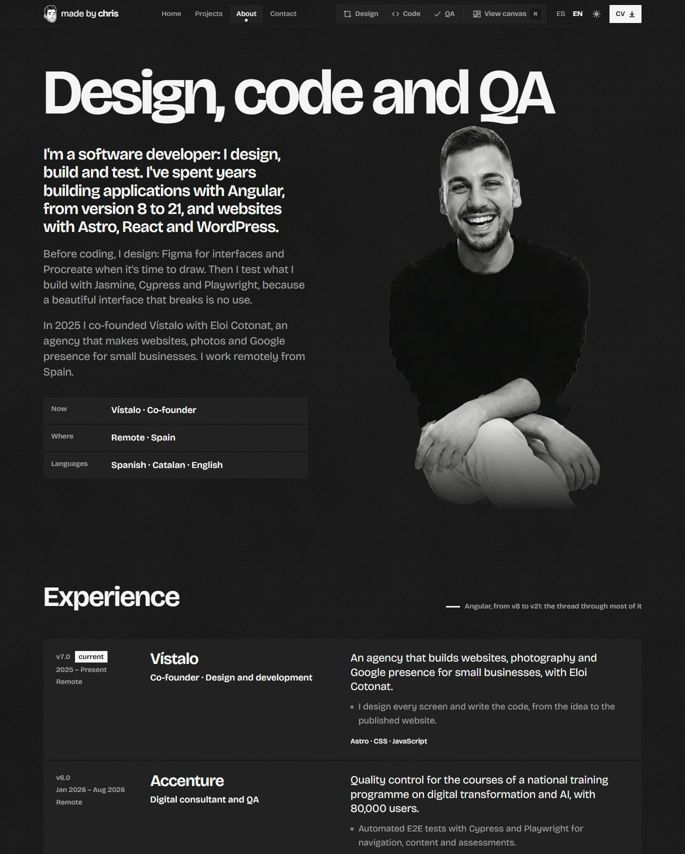 made by chris
Home
Projects
About
Contact
Design
Code
QA
View canvas
M
ES
EN
CV
Design, code and QA
I'm a software developer: I design,
build and test. I've spent years
building applications with Angular,
from version 8 to 21, and websites
with Astro, React and WordPress.
Before coding, I design: Figma for interfaces and
Procreate when it's time to draw. Then I test what I
build with Jasmine, Cypress and Playwright, because
a beautiful interface that breaks is no use.
In 2025 I co-founded Vístalo with Eloi Cotonat, an
agency that makes websites, photos and Google
presence for small businesses. I work remotely from
Spain.
Now
Vístalo · Co-founder
Where
Remote · Spain
Languages
Spanish · Catalan · English
Experience
Angular, from v8 to v21: the thread through most of it
v7.0 current
2025 – Present
Remote
Vístalo
Co-founder · Design and development
An agency that builds websites, photography and
Google presence for small businesses, with Eloi
Cotonat.
I design every screen and write the code, from the idea to the
published website.
Astro · CSS · JavaScript
v6.0
Jan 2026 – Aug 2026
Remote
Accenture
Digital consultant and QA
Quality control for the courses of a national training
programme on digital transformation and AI, with
80,000 users.
Automated E2E tests with Cypress and Playwright for
navigation, content and assessments.